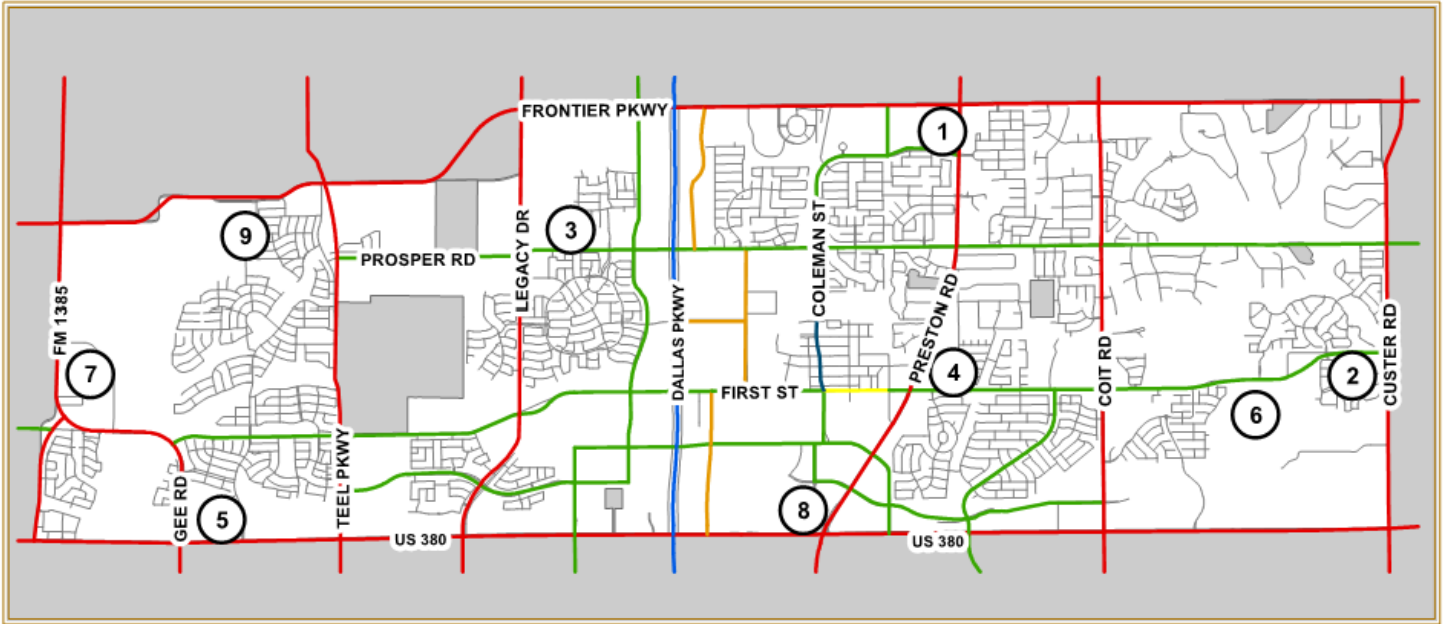 FRONTIER PKWY
1
3
9
PROSPER RD
LEGACY DR
COLEMAN ST
PRESTON RD
FM 1385
DALLAS PKWY
COIT RD
CUSTER RD
7
4
2
FIRST ST
6
TEEL PKWY
GEE RD
5
8
US 380
US 380